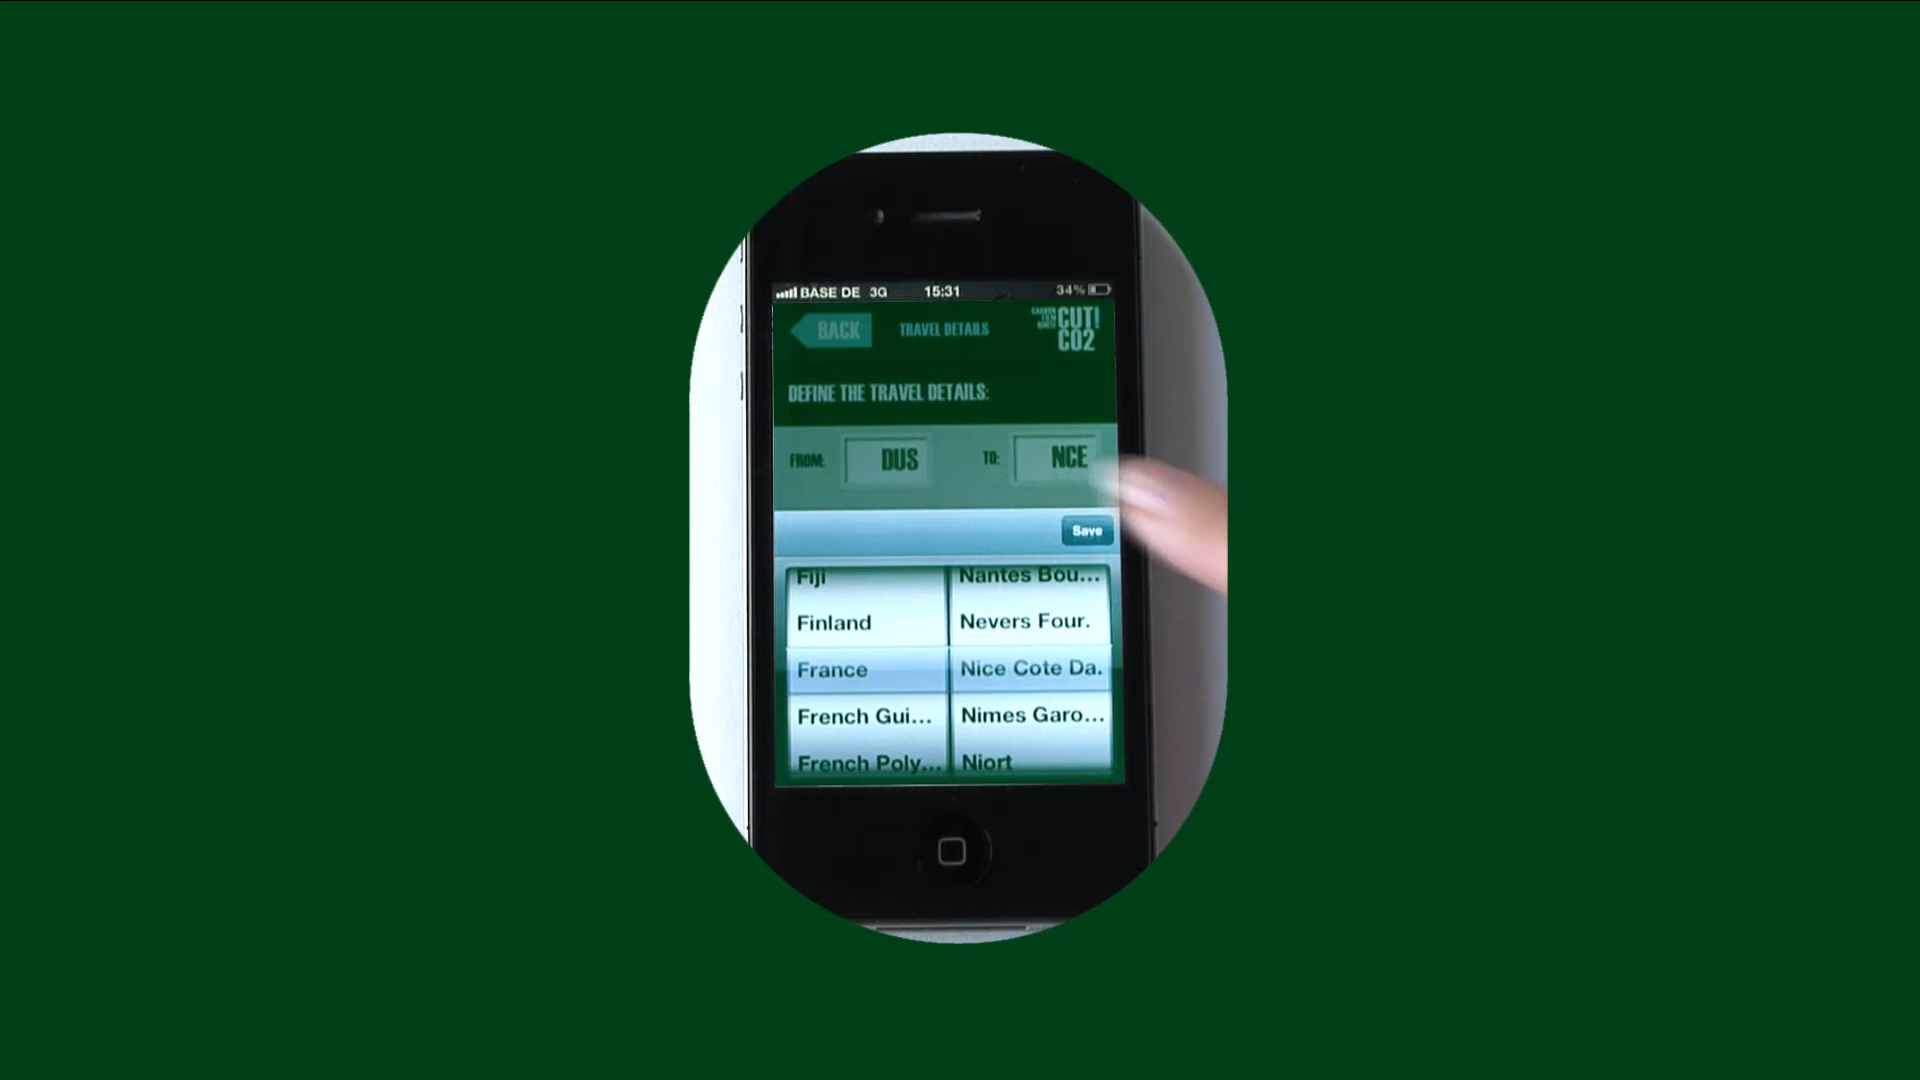 BASE DE 3G 15:31 34%
BACK TRAVEL DETAILS
CUT!
CO2
DEFINE THE TRAVEL DETAILS:
FROM: DUS TO: NCE
Save
Fiji Nantes Bou...
Finland Nevers Four.
France Nice Cote Da.
French Gui... Nimes Garo...
French Poly... Niort